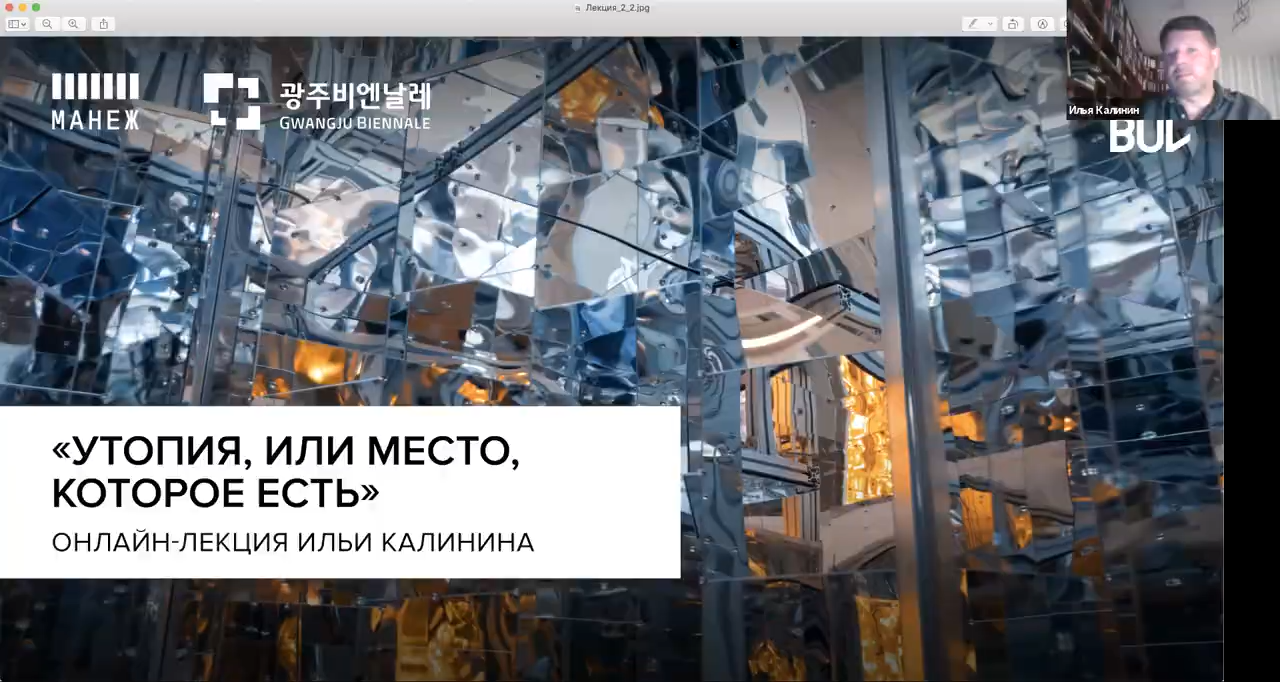 Лекция_2_2.jpg
Илья Калинин
МАНЕЖ
광주비엔날레
GWANGJU BIENNALE
«УТОПИЯ, ИЛИ МЕСТО,
КОТОРОЕ ЕСТЬ»
ОНЛАЙН-ЛЕКЦИЯ ИЛЬИ КАЛИНИНА